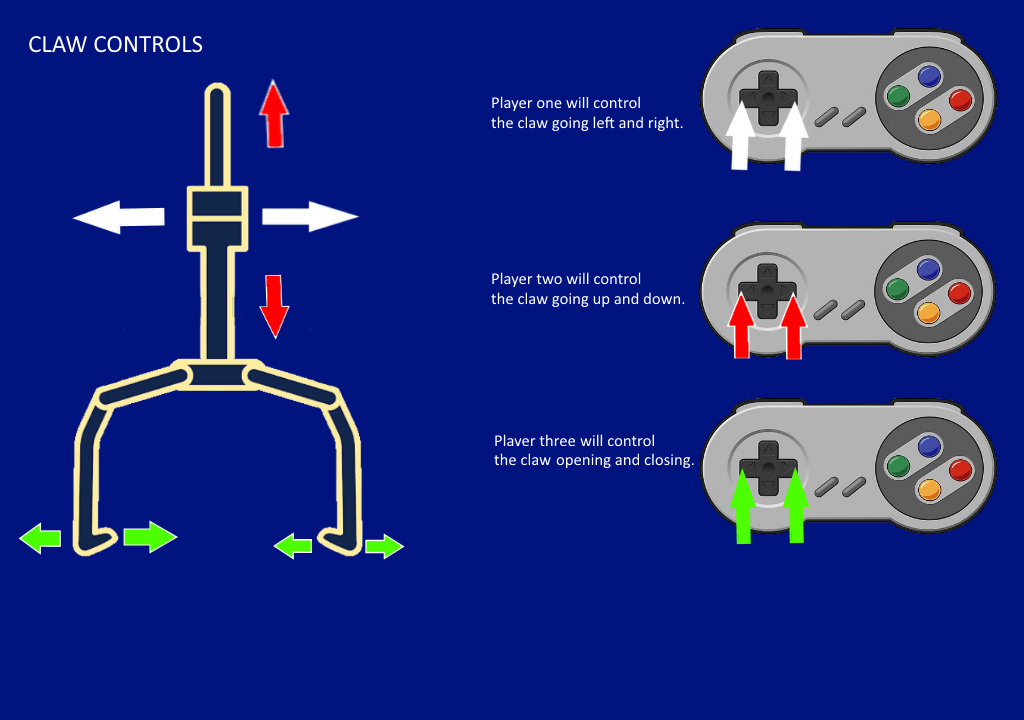 CLAW CONTROLS
Player one will control
the claw going left and right.
Player two will control
the claw going up and down.
Player three will control
the claw opening and closing.